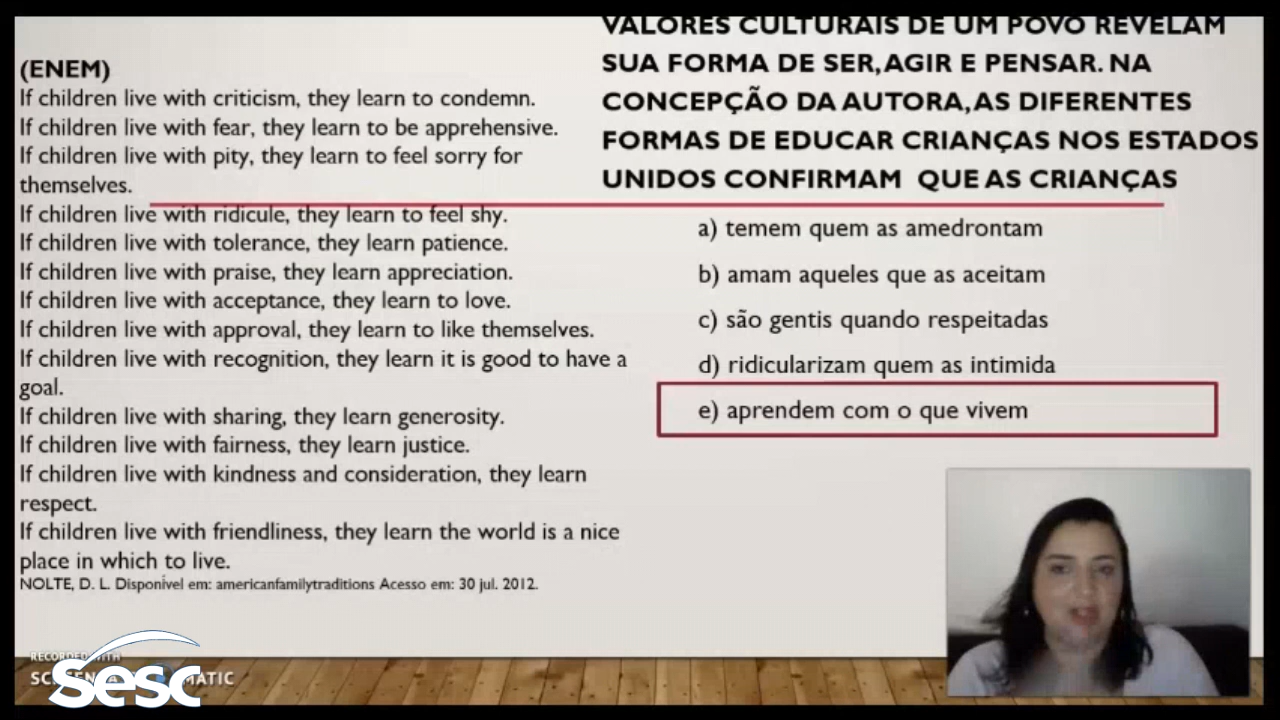 (ENEM)
If children live with criticism, they learn to condemn.
If children live with fear, they learn to be apprehensive.
If children live with pity, they learn to feel sorry for
themselves.
If children live with ridicule, they learn to feel shy.
If children live with tolerance, they learn patience.
If children live with praise, they learn appreciation.
If children live with acceptance, they learn to love.
If children live with approval, they learn to like themselves.
If children live with recognition, they learn it is good to have a
goal.
If children live with sharing, they learn generosity.
If children live with fairness, they learn justice.
If children live with kindness and consideration, they learn
respect.
If children live with friendliness, they learn the world is a nice
place in which to live.
NOLTE, D. L. Disponível em: americanfamilytraditions Acesso em: 30 jul. 2012.
VALORES CULTURAIS DE UM POVO REVELAM
SUA FORMA DE SER, AGIR E PENSAR. NA
CONCEPÇÃO DA AUTORA, AS DIFERENTES
FORMAS DE EDUCAR CRIANÇAS NOS ESTADOS
UNIDOS CONFIRMAM QUE AS CRIANÇAS
a) temem quem as amedrontam
b) amam aqueles que as aceitam
c) são gentis quando respeitadas
d) ridicularizam quem as intimida
e) aprendem com o que vivem
RECORDED WITH
sesc